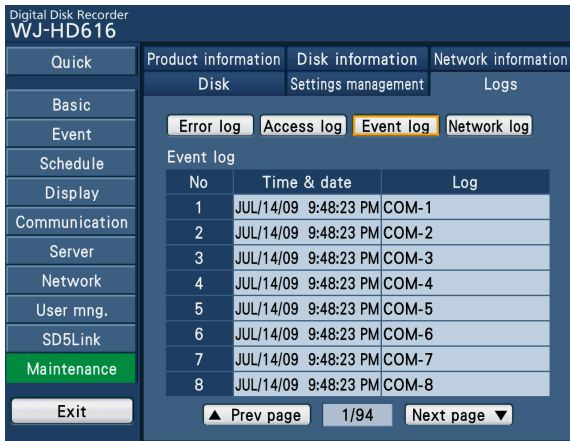 Digital Disk Recorder
WJ-HD616
Quick
Basic
Event
Schedule
Display
Communication
Server
Network
User mng.
SD5Link
Maintenance
Exit
Product information Disk information Network information
Disk Settings management Logs
Error log Access log Event log Network log
Event log
No Time & date Log
1 JUL/14/09 9:48:23 PM COM-1
2 JUL/14/09 9:48:23 PM COM-2
3 JUL/14/09 9:48:23 PM COM-3
4 JUL/14/09 9:48:23 PM COM-4
5 JUL/14/09 9:48:23 PM COM-5
6 JUL/14/09 9:48:23 PM COM-6
7 JUL/14/09 9:48:23 PM COM-7
8 JUL/14/09 9:48:23 PM COM-8
▲ Prev page 1/94 Next page ▼